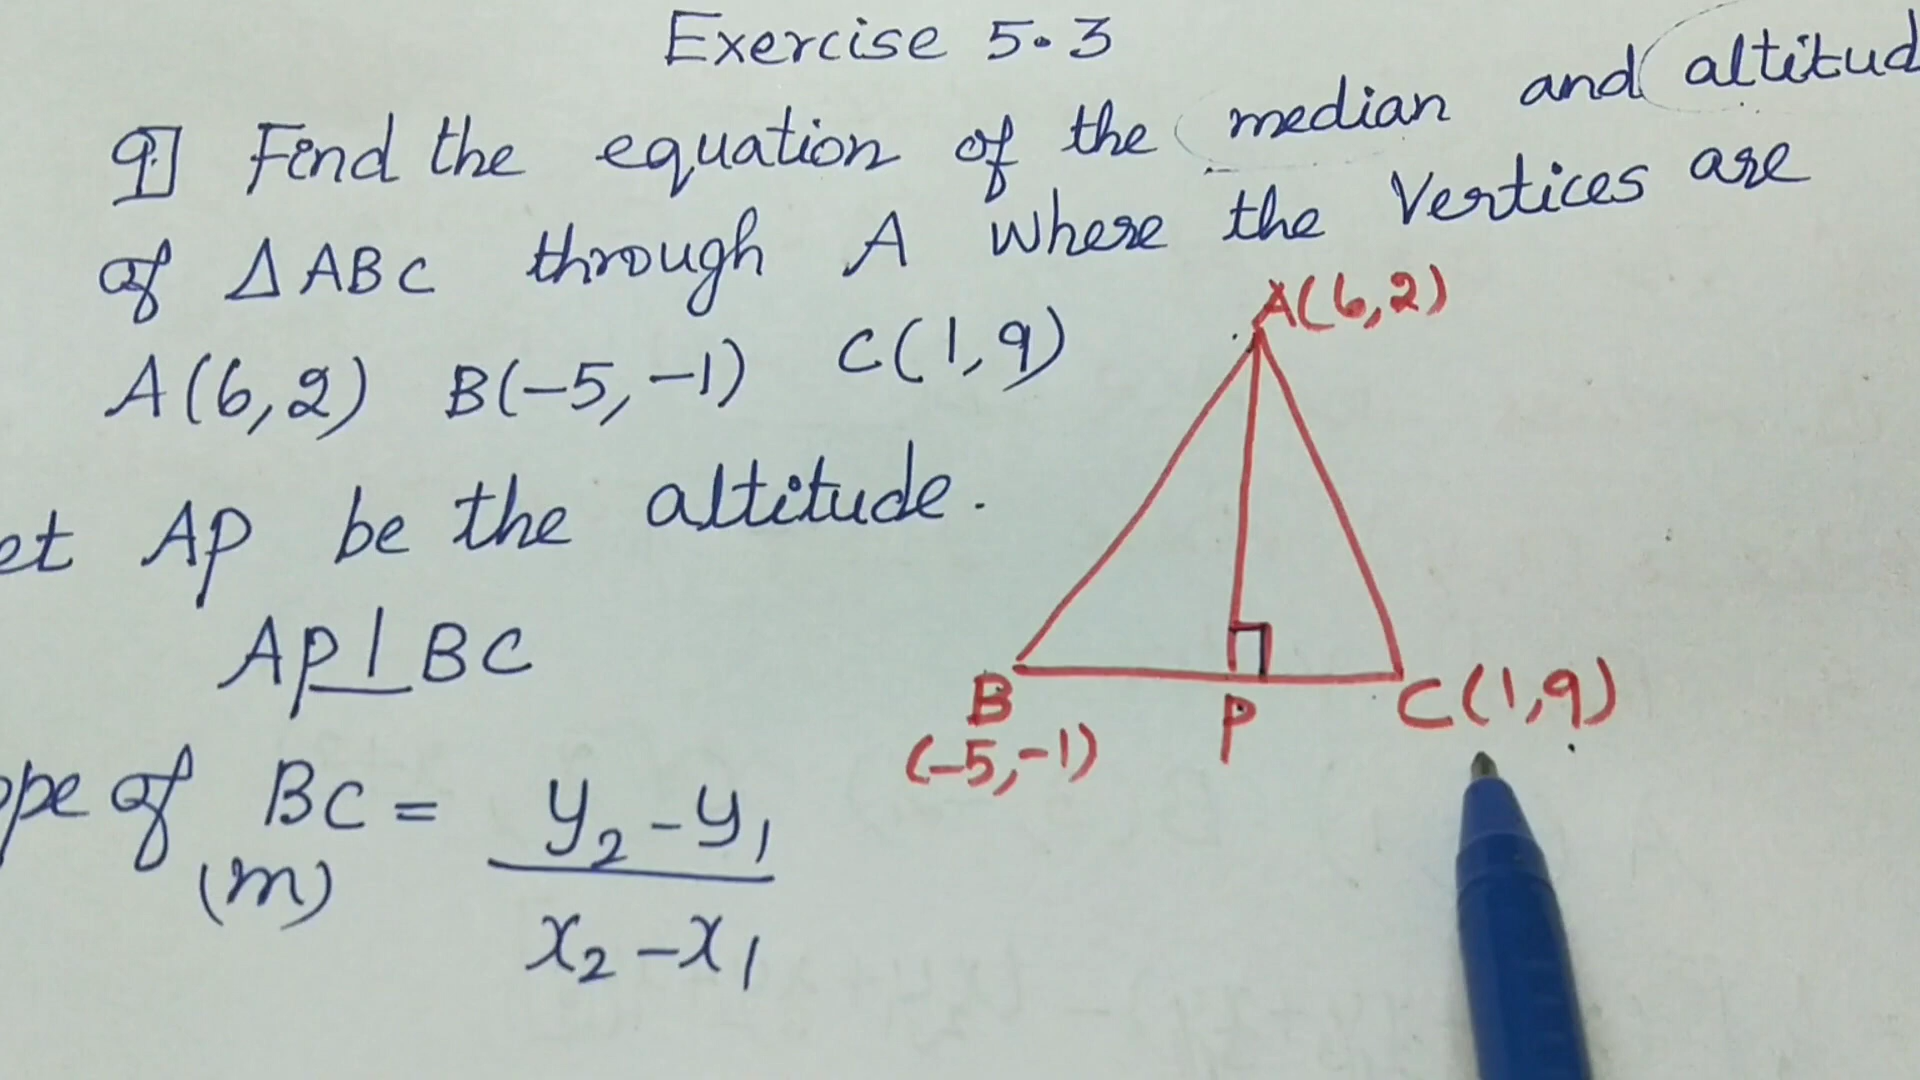 Exercise 5.3
9] Find the equation of the median and altitud
of △ ABC through A where the Vertices are
A(6,2) B(-5,-1) C(1,9)
et AP be the altitude.
AP⊥BC
ope of BC = y₂-y₁
(m) x₂-x₁
A(6,2)
B P C(1,9)
(-5,-1)